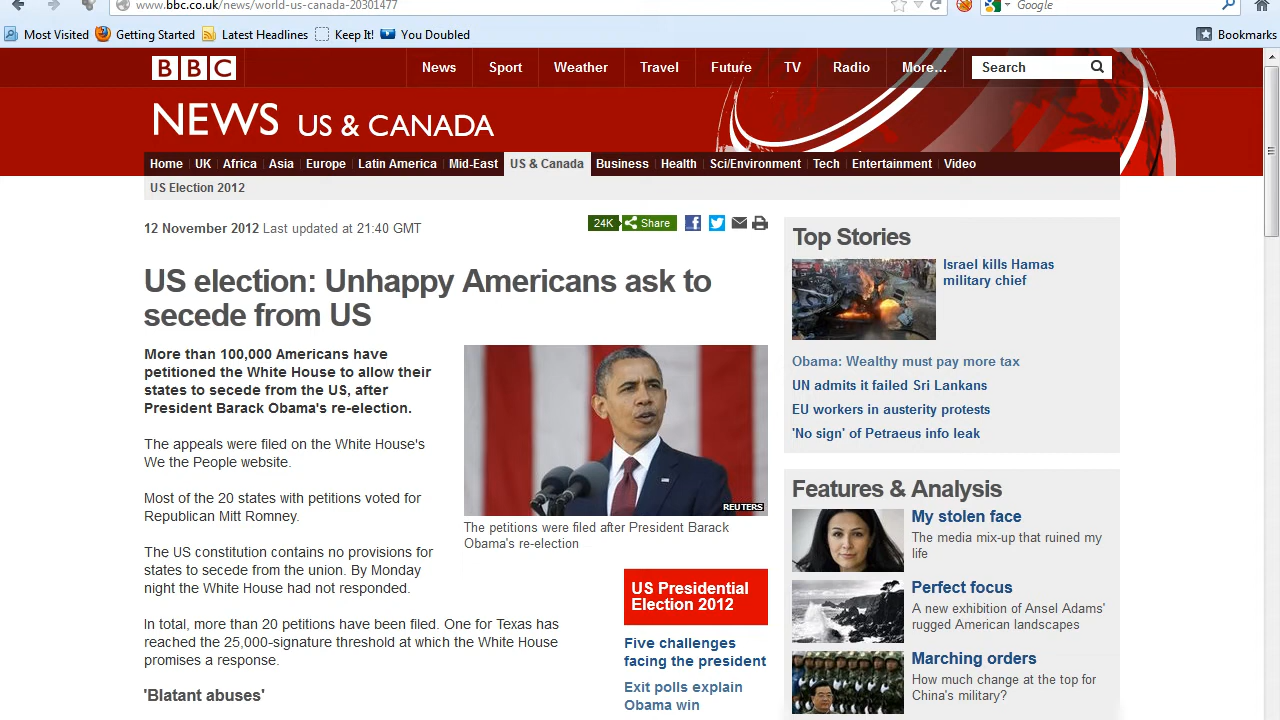 www.bbc.co.uk/news/world-us-canada-20301477
Google
Most Visited Getting Started Latest Headlines Keep It! You Doubled Bookmarks
BBC News Sport Weather Travel Future TV Radio More... Search
NEWS US & CANADA
Home UK Africa Asia Europe Latin America Mid-East US & Canada Business Health Sci/Environment Tech Entertainment Video
US Election 2012
12 November 2012 Last updated at 21:40 GMT
24K Share
US election: Unhappy Americans ask to
secede from US
More than 100,000 Americans have
petitioned the White House to allow their
states to secede from the US, after
President Barack Obama's re-election.
The appeals were filed on the White House's
We the People website.
Most of the 20 states with petitions voted for
Republican Mitt Romney.
The US constitution contains no provisions for
states to secede from the union. By Monday
night the White House had not responded.
In total, more than 20 petitions have been filed. One for Texas has
reached the 25,000-signature threshold at which the White House
promises a response.
'Blatant abuses'
REUTERS
The petitions were filed after President Barack
Obama's re-election
US Presidential
Election 2012
Five challenges
facing the president
Exit polls explain
Obama win
Top Stories
Israel kills Hamas
military chief
Obama: Wealthy must pay more tax
UN admits it failed Sri Lankans
EU workers in austerity protests
'No sign' of Petraeus info leak
Features & Analysis
My stolen face
The media mix-up that ruined my
life
Perfect focus
A new exhibition of Ansel Adams'
rugged American landscapes
Marching orders
How much change at the top for
China's military?